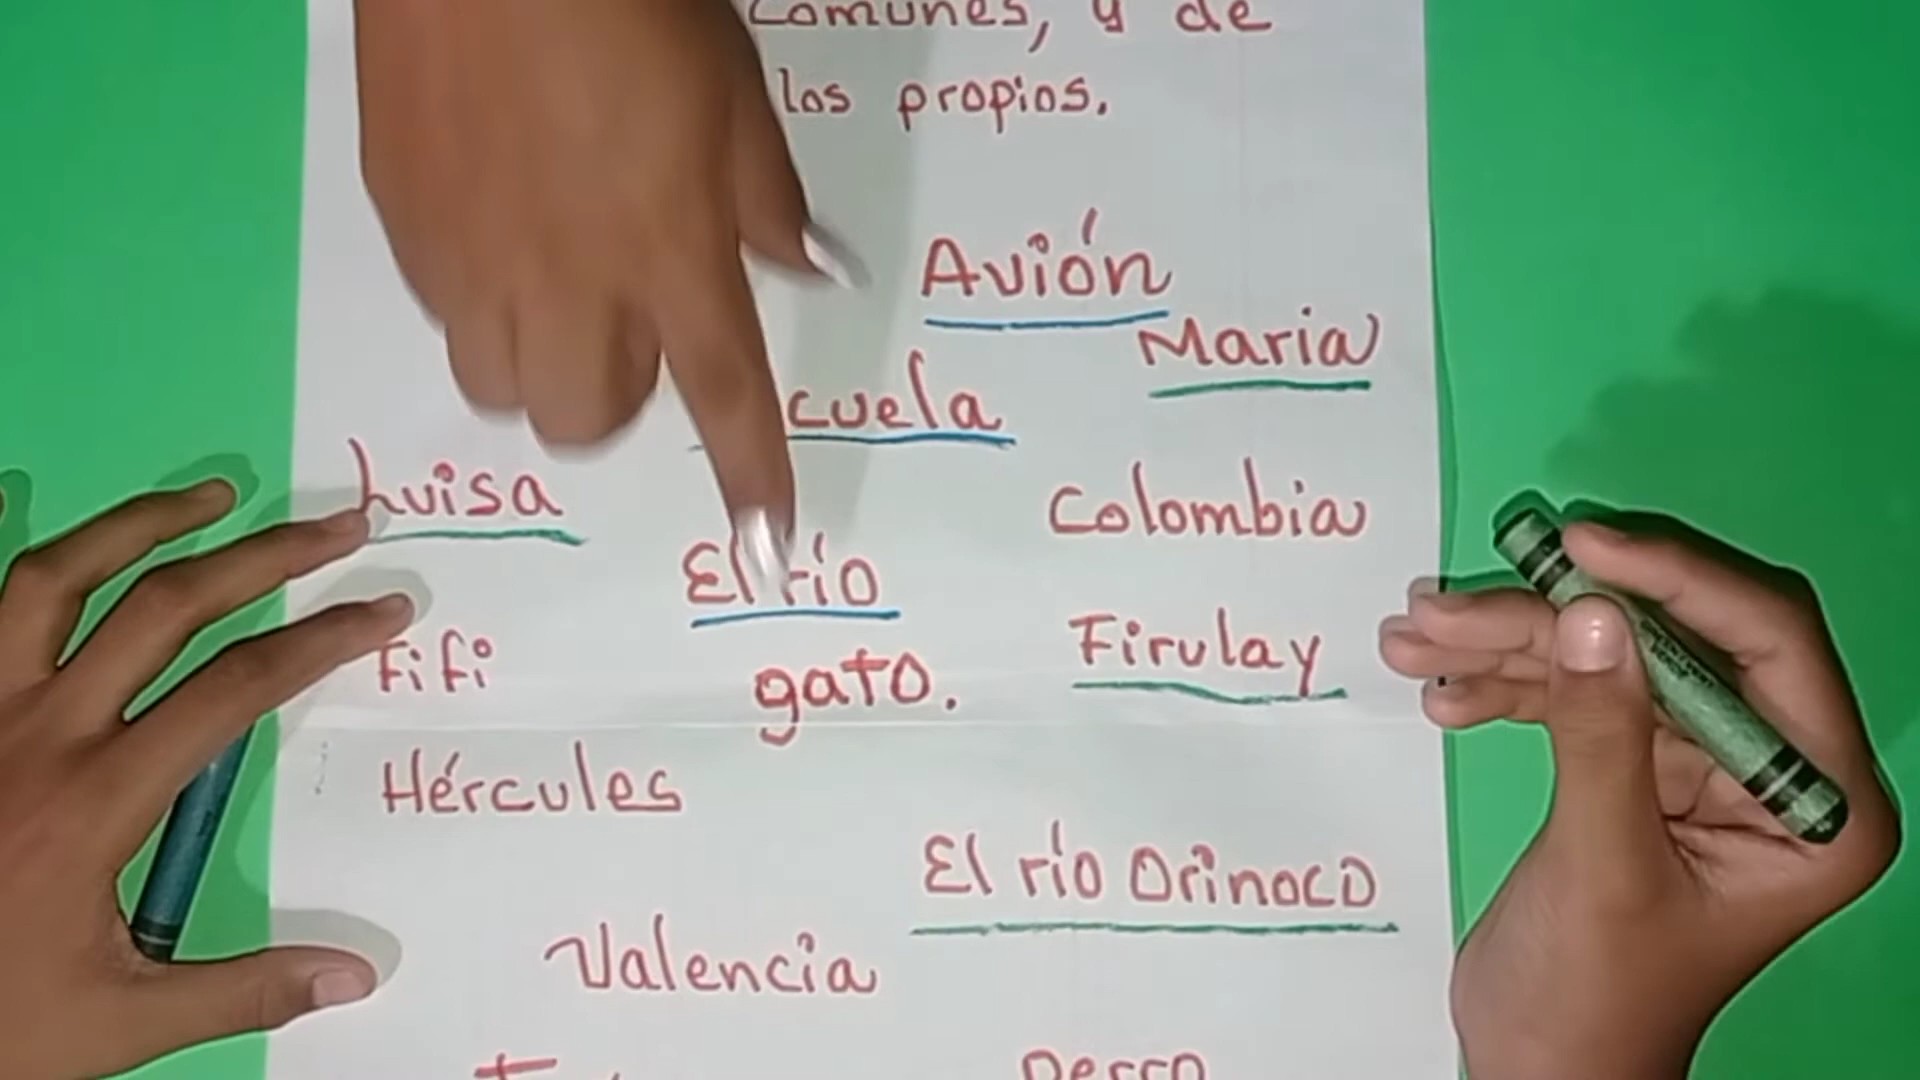 comunes, y de
los propios.
Avión
Maria
cuela
Luisa
Colombia
El río
Fifi
Firulay
gato.
Hércules
El río Orinoco
Valencia
perro